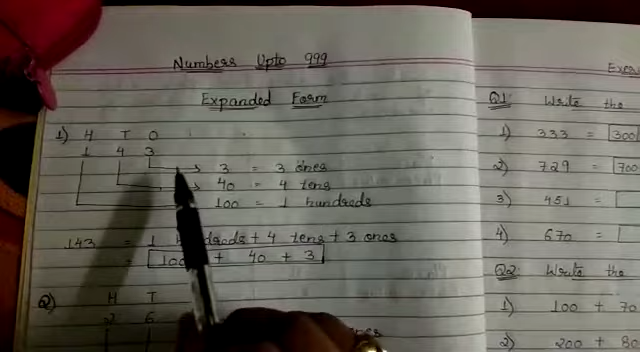 Numbers Upto 999
Expanded Form
1) H T O
1 4 3
3 = 3 ones
40 = 4 tens
100 = 1 hundreds
143 = 1 hundreds + 4 tens + 3 ones
= 100 + 40 + 3
2) H T
2 6
Q1: Write the
1) 333 = 300
2) 729 = 700
3) 451 =
4) 670 =
Q2: Write the
1) 100 + 70
2) 200 + 80